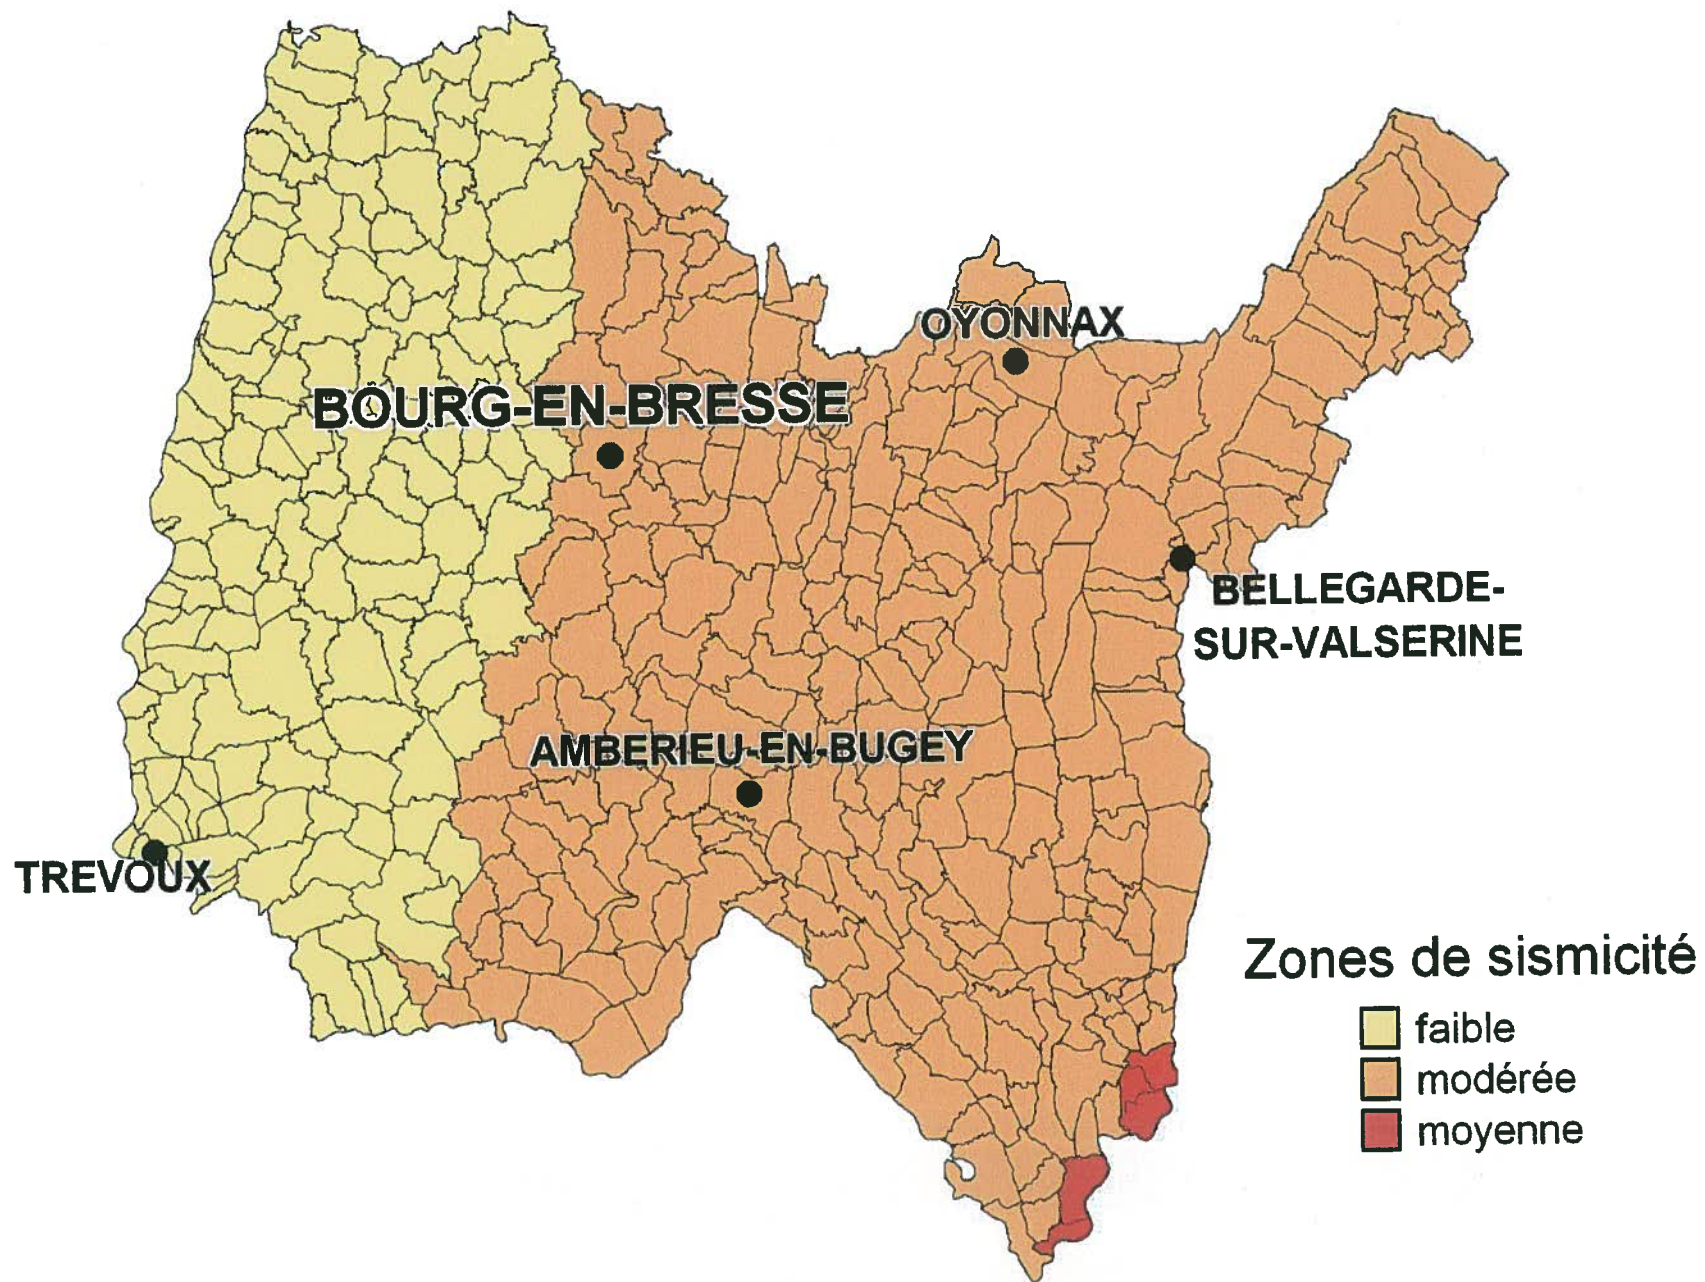 OYONNAX
BOURG-EN-BRESSE
BELLEGARDE-
SUR-VALSERINE
AMBERIEU-EN-BUGEY
TREVOUX
Zones de sismicité
faible
modérée
moyenne